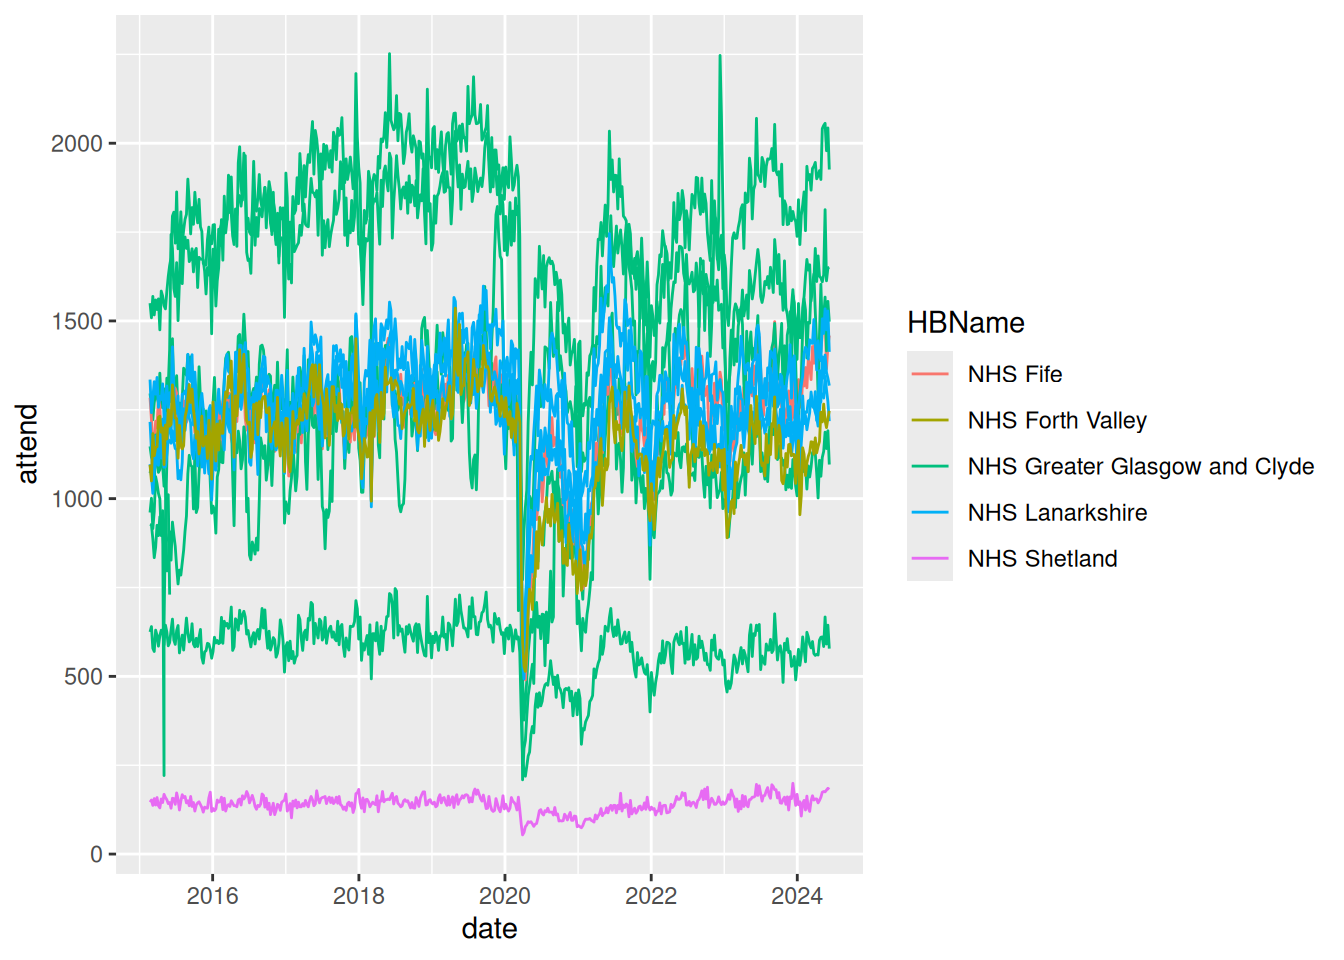 2000
1500
1000
500
0
attend
2016
2018
2020
2022
2024
date
HBName
NHS Fife
NHS Forth Valley
NHS Greater Glasgow and Clyde
NHS Lanarkshire
NHS Shetland